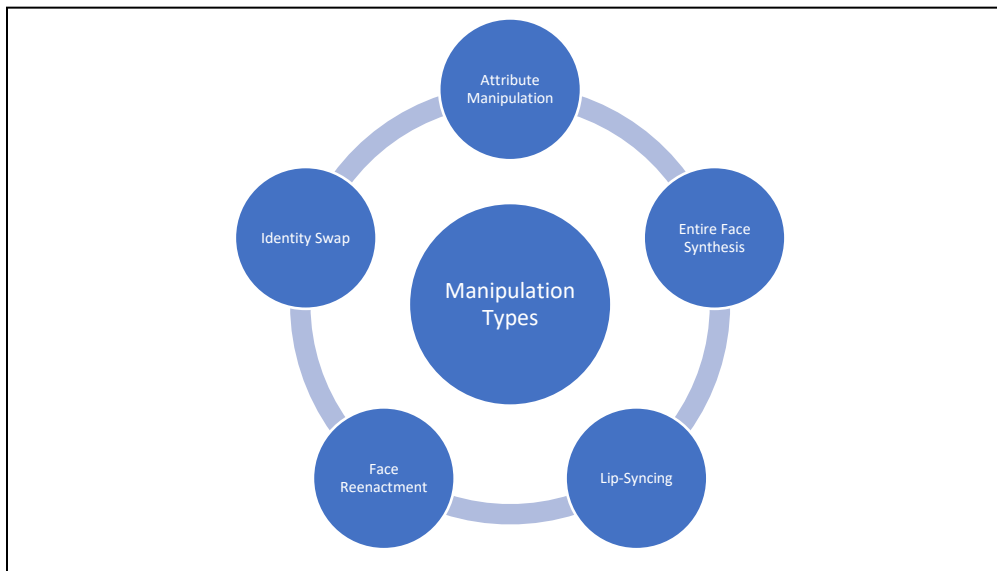 Attribute
Manipulation
Identity Swap
Entire Face
Synthesis
Manipulation
Types
Face
Reenactment
Lip-Syncing